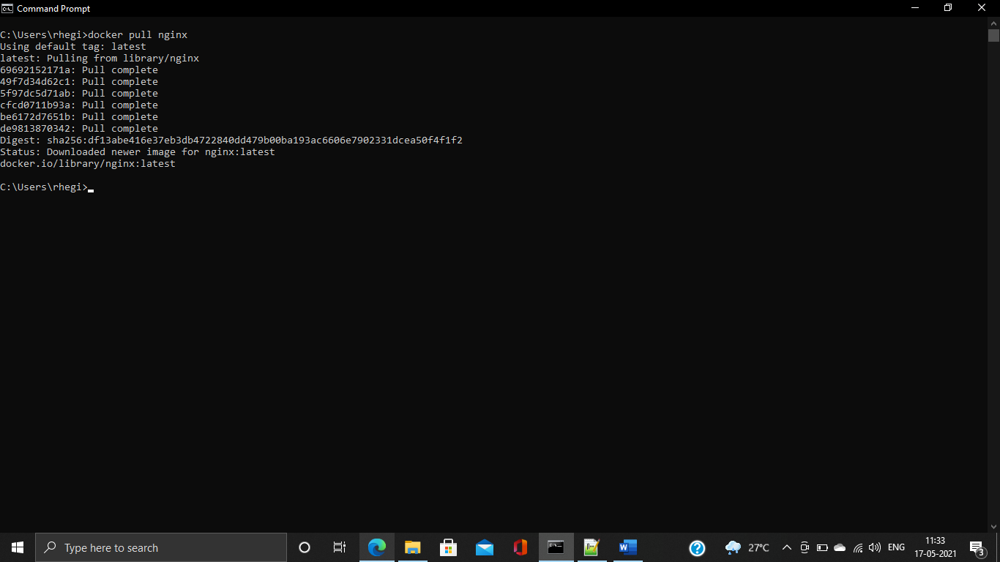 Command Prompt
C:\Users\rhegi>docker pull nginx
Using default tag: latest
latest: Pulling from library/nginx
69692152171a: Pull complete
49f7d34d62c1: Pull complete
5f97dc5d71ab: Pull complete
cfcd0711b93a: Pull complete
be6172d7651b: Pull complete
de9813870342: Pull complete
Digest: sha256:df13abe416e37eb3db4722840dd479b00ba193ac6606e7902331dcea50f4f1f2
Status: Downloaded newer image for nginx:latest
docker.io/library/nginx:latest
C:\Users\rhegi>
Type here to search
27°C
ENG
11:33
17-05-2021
3